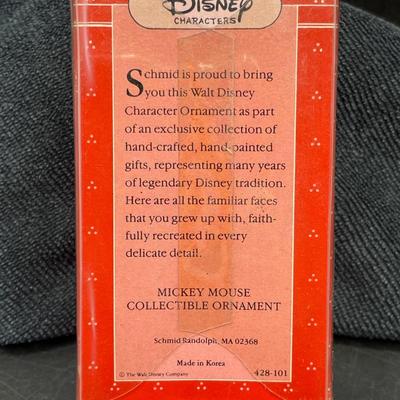 DISNEY
CHARACTERS
Schmid is proud to bring
you this Walt Disney
Character Ornament as part
of an exclusive collection of
hand-crafted, hand-painted
gifts, representing many years
of legendary Disney tradition.
Here are all the familiar faces
that you grew up with, faith-
fully recreated in every
delicate detail.
MICKEY MOUSE
COLLECTIBLE ORNAMENT
Schmid Randolph, MA 02368
Made in Korea
© The Walt Disney Company 428-101